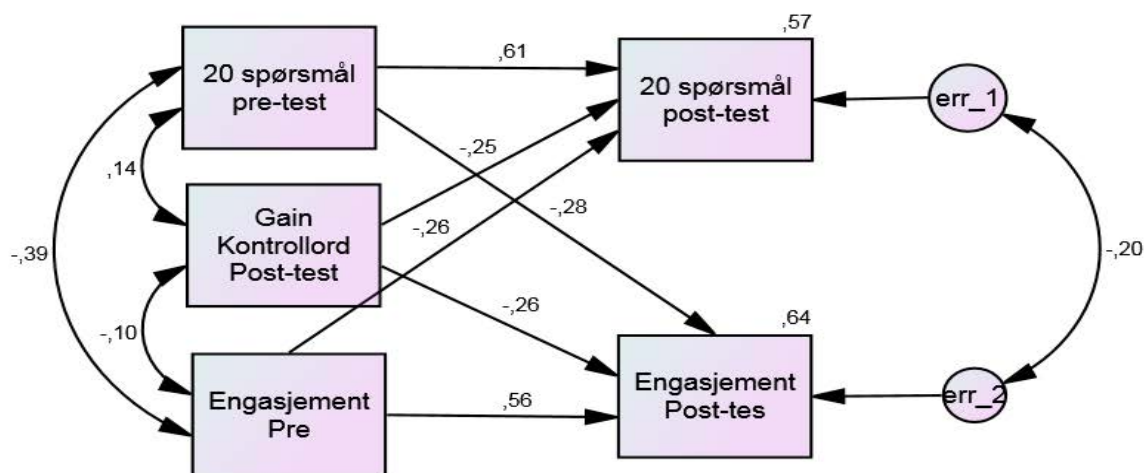 20 spørsmål
pre-test
,61
,57
20 spørsmål
post-test
err_1
,14
-,25
Gain
Kontrollord
Post-test
-,26
-,28
-,39
-,20
-,10
-,26
,64
Engasjement
Pre
,56
Engasjement
Post-tes
err_2